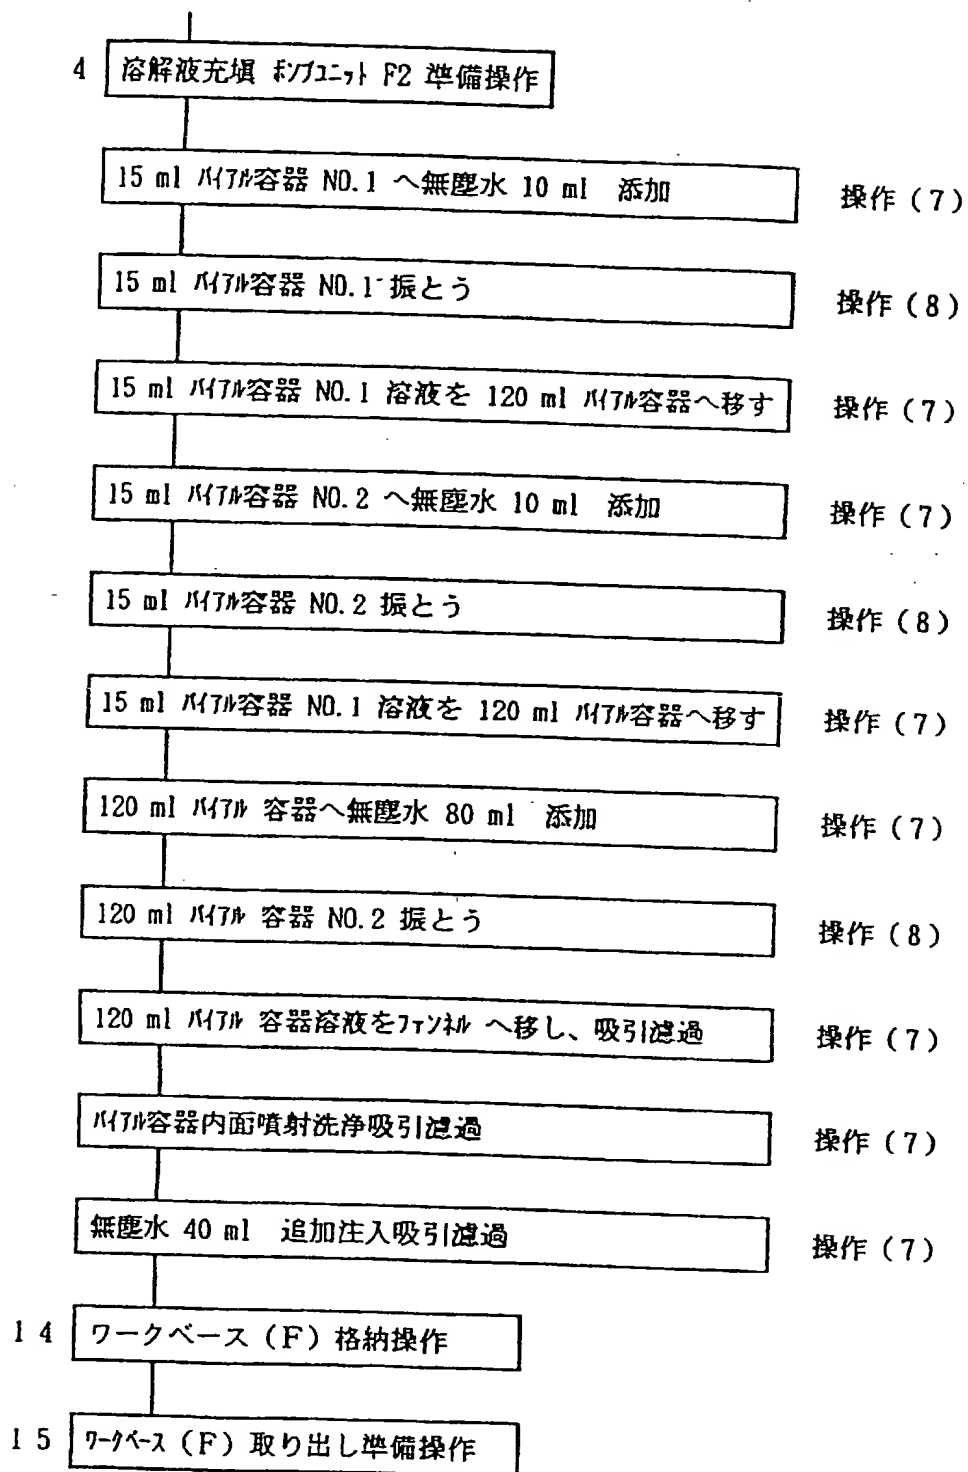 4 溶解液充填 ポンプユニット F2 準備操作
15 ml バイアル容器 NO.1 へ無塵水 10 ml 添加 操作(7)
15 ml バイアル容器 NO.1 振とう 操作(8)
15 ml バイアル容器 NO.1 溶液を 120 ml バイアル容器へ移す 操作(7)
15 ml バイアル容器 NO.2 へ無塵水 10 ml 添加 操作(7)
15 ml バイアル容器 NO.2 振とう 操作(8)
15 ml バイアル容器 NO.1 溶液を 120 ml バイアル容器へ移す 操作(7)
120 ml バイアル 容器へ無塵水 80 ml 添加 操作(7)
120 ml バイアル 容器 NO.2 振とう 操作(8)
120 ml バイアル 容器溶液をファンネル へ移し、吸引濾過 操作(7)
バイアル容器内面噴射洗浄吸引濾過 操作(7)
無塵水 40 ml 追加注入吸引濾過 操作(7)
14 ワークベース(F)格納操作
15 ワークベース(F)取り出し準備操作